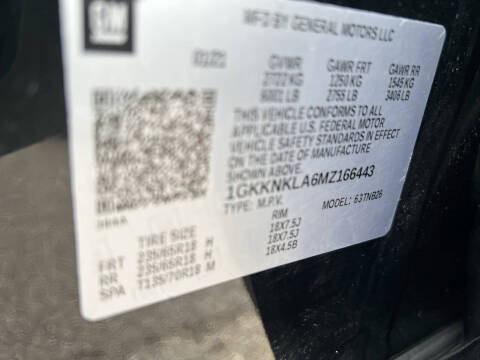 GM
MFD BY GENERAL MOTORS LLC
01/21 GVWR GAWR FRT GAWR RR
2722 KG 1250 KG 1545 KG
6001 LB 2755 LB 3406 LB
THIS VEHICLE CONFORMS TO ALL
APPLICABLE U.S. FEDERAL MOTOR
VEHICLE SAFETY STANDARDS IN EFFECT
ON THE DATE OF MANUFACTURE
SHOWN ABOVE.
1GKKNKLA6MZ166443
TYPE: M.P.V. MODEL: 63TNB26
TIRE SIZE RIM
FRT 235/65R18 H 18X7.5J
RR 235/65R18 H 18X7.5J
SPA T135/70R18 M 18X4.5B